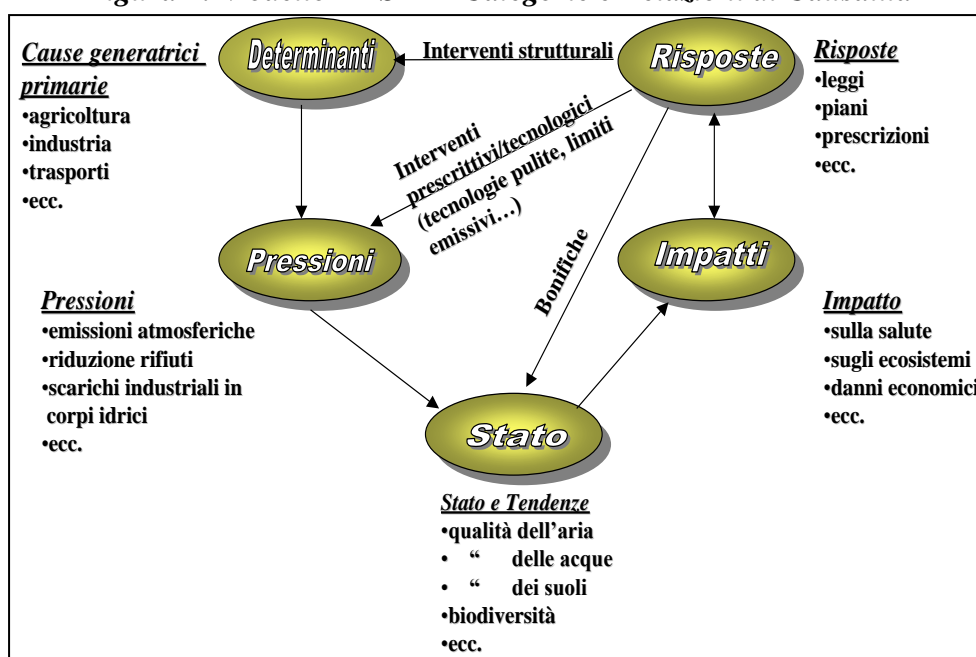 Cause generatrici
primarie
•agricoltura
•industria
•trasporti
•ecc.
Determinanti
Interventi strutturali
Risposte
Risposte
•leggi
•piani
•prescrizioni
•ecc.
Interventi
prescrittivi/tecnologici
(tecnologie pulite, limiti
emissivi…)
Pressioni
Bonifiche
Impatti
Pressioni
•emissioni atmosferiche
•riduzione rifiuti
•scarichi industriali in
corpi idrici
•ecc.
Impatto
•sulla salute
•sugli ecosistemi
•danni economici
•ecc.
Stato
Stato e Tendenze
•qualità dell’aria
• “ delle acque
• “ dei suoli
•biodiversità
•ecc.